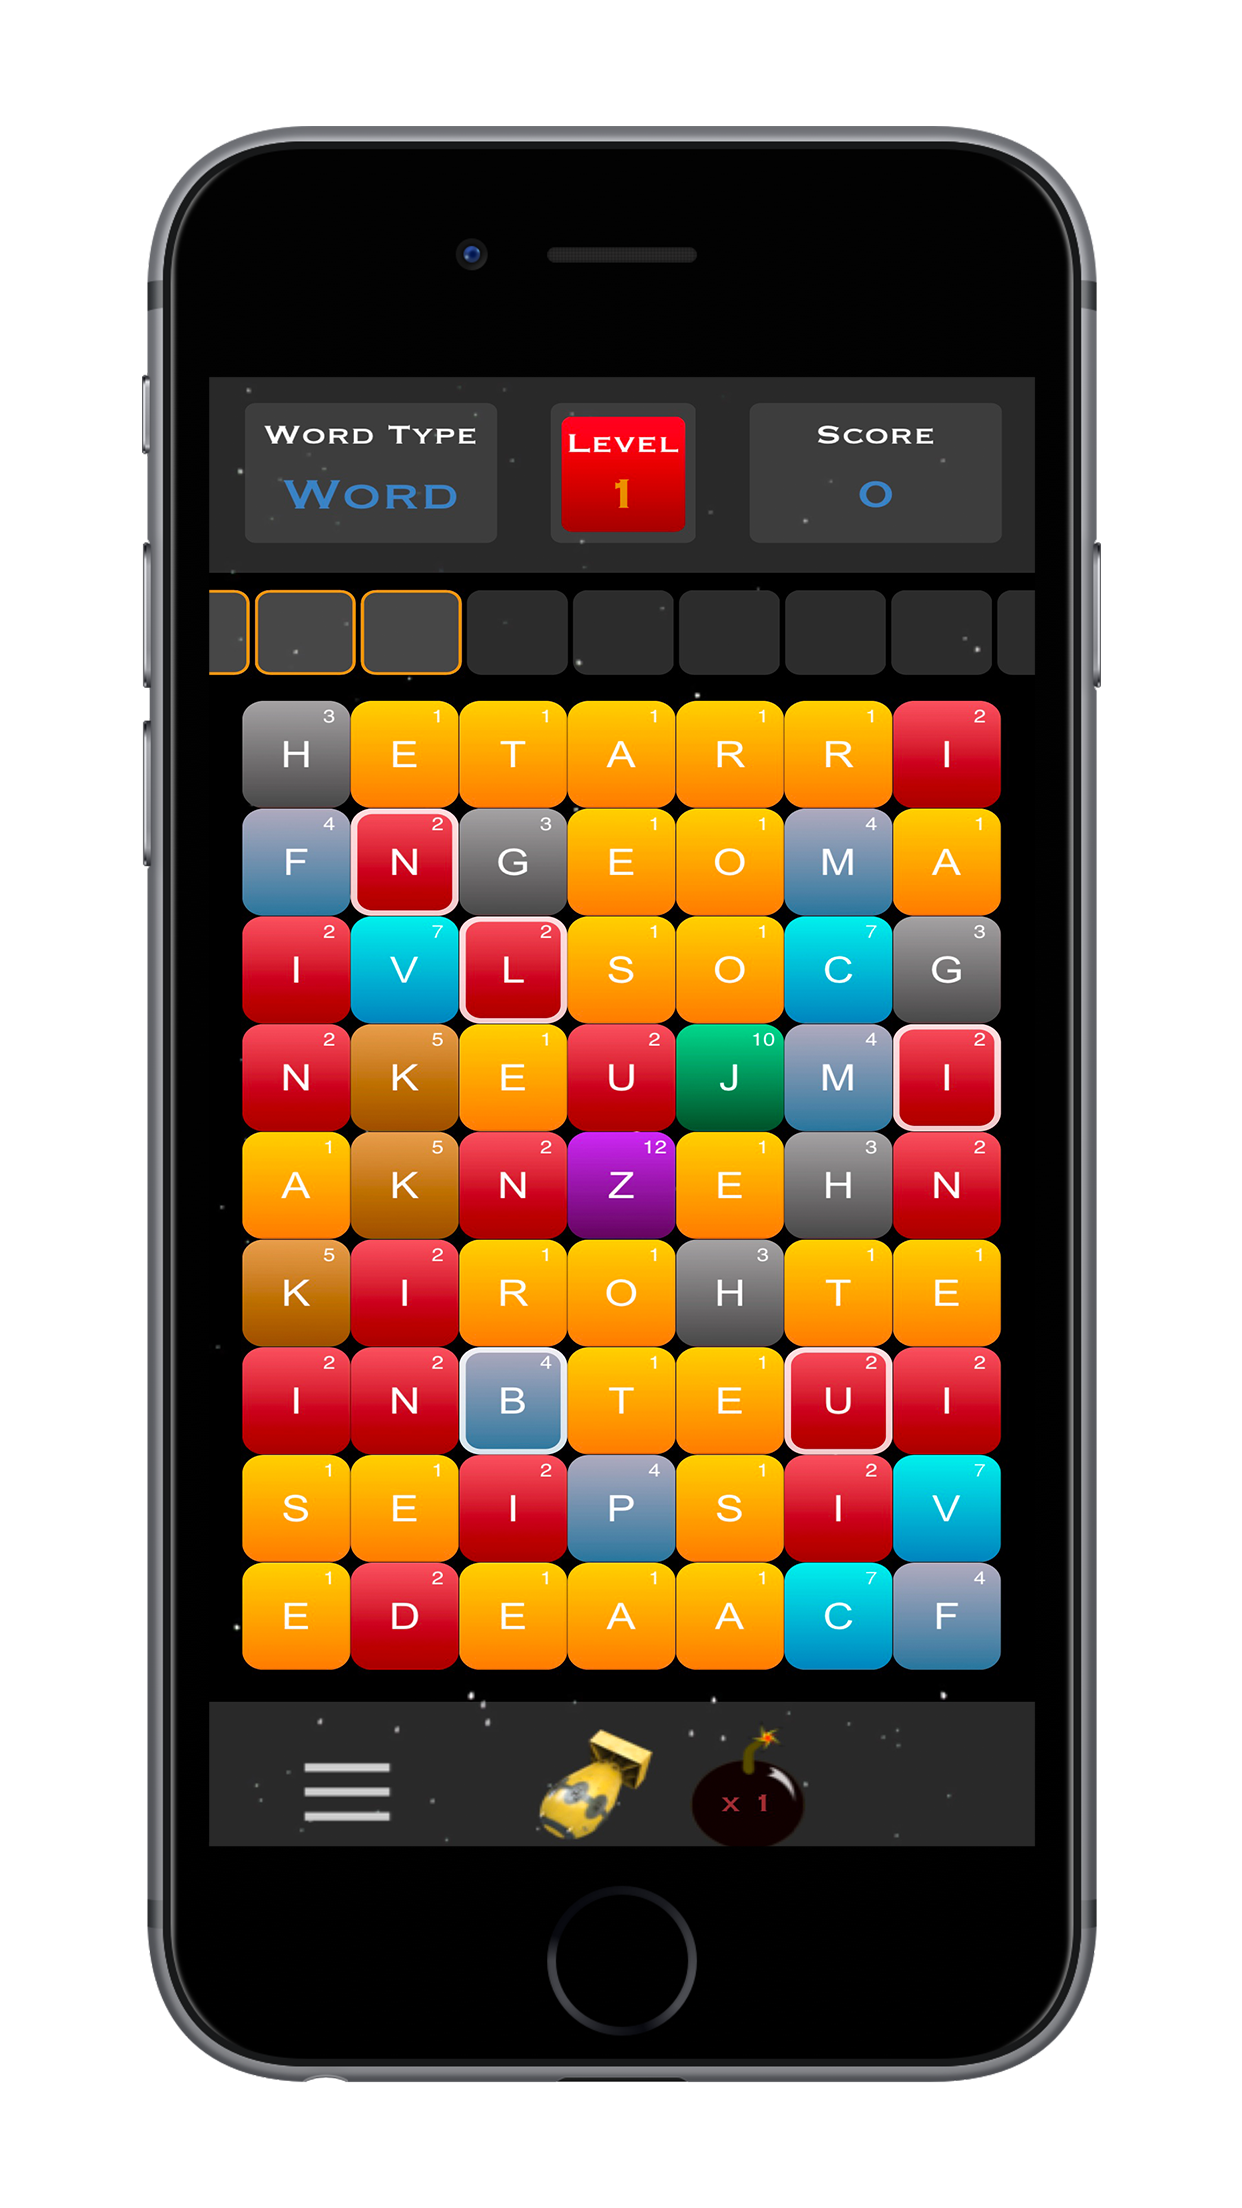 WORD TYPE
WORD
LEVEL
1
SCORE
0
H 3 E 1 T 1 A 1 R 1 R 1 I 2
F 4 N 2 G 3 E 1 O 1 M 4 A 1
I 2 V 7 L 2 S 1 O 1 C 7 G 3
N 2 K 5 E 1 U 2 J 10 M 4 I 2
A 1 K 5 N 2 Z 12 E 1 H 3 N 2
K 5 I 2 R 1 O 1 H 3 T 1 E 1
I 2 N 2 B 4 T 1 E 1 U 2 I 2
S 1 E 1 I 2 P 4 S 1 I 2 V 7
E 1 D 2 E 1 A 1 A 1 C 7 F 4
x 1